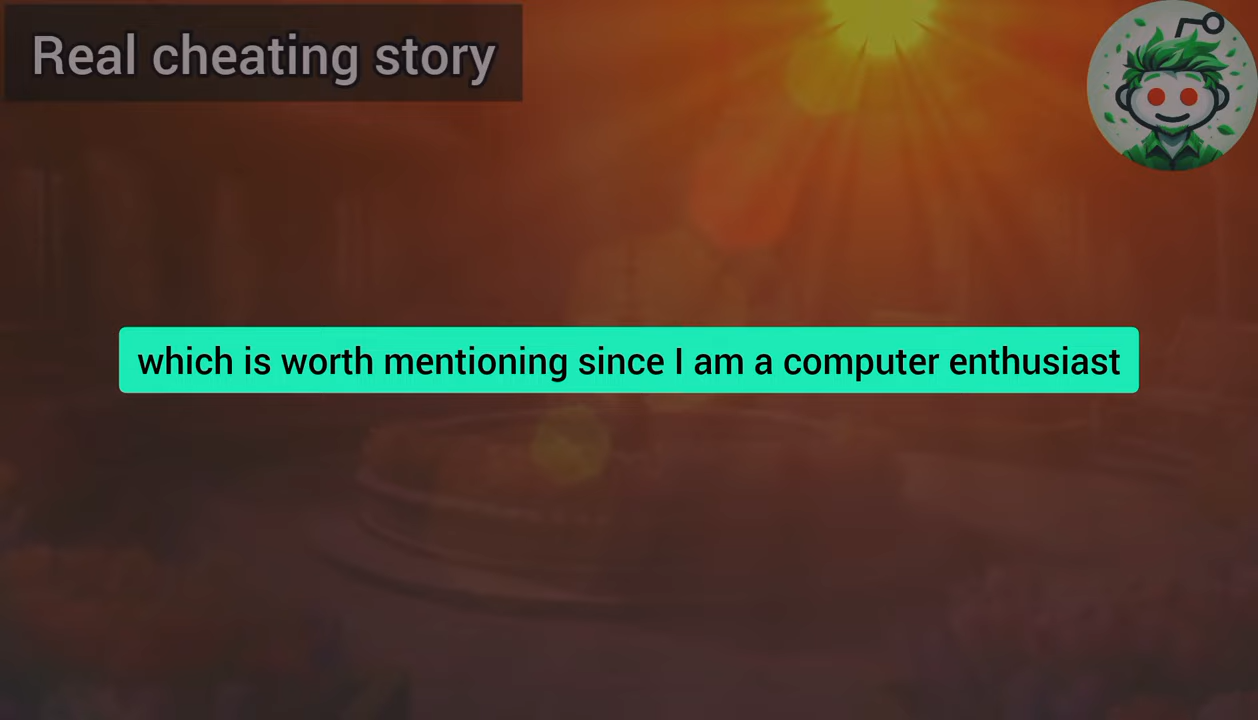 Real cheating story
which is worth mentioning since I am a computer enthusiast